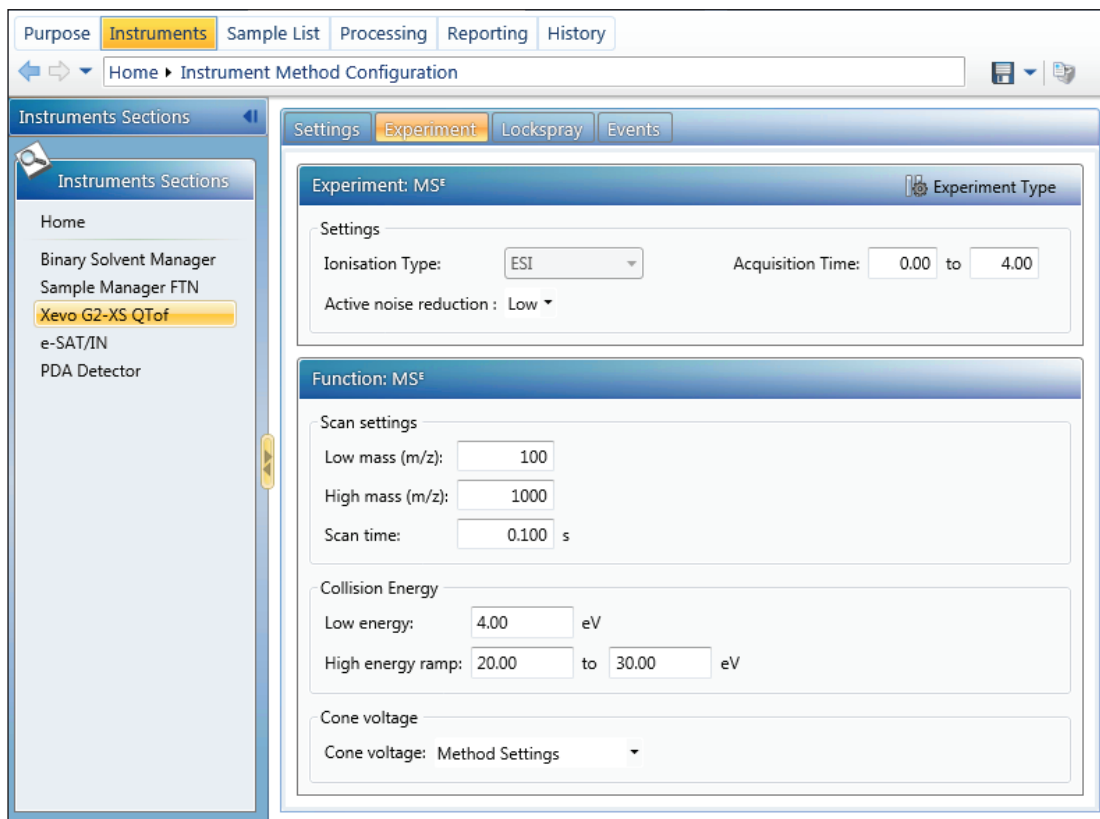 Purpose Instruments Sample List Processing Reporting History
Home Instrument Method Configuration
Instruments Sections
Instruments Sections
Home
Binary Solvent Manager
Sample Manager FTN
Xevo G2-XS QTof
e-SAT/IN
PDA Detector
Settings Experiment Lockspray Events
Experiment: MSᴱ Experiment Type
Settings
Ionisation Type: ESI Acquisition Time: 0.00 to 4.00
Active noise reduction : Low
Function: MSᴱ
Scan settings
Low mass (m/z): 100
High mass (m/z): 1000
Scan time: 0.100 s
Collision Energy
Low energy: 4.00 eV
High energy ramp: 20.00 to 30.00 eV
Cone voltage
Cone voltage: Method Settings